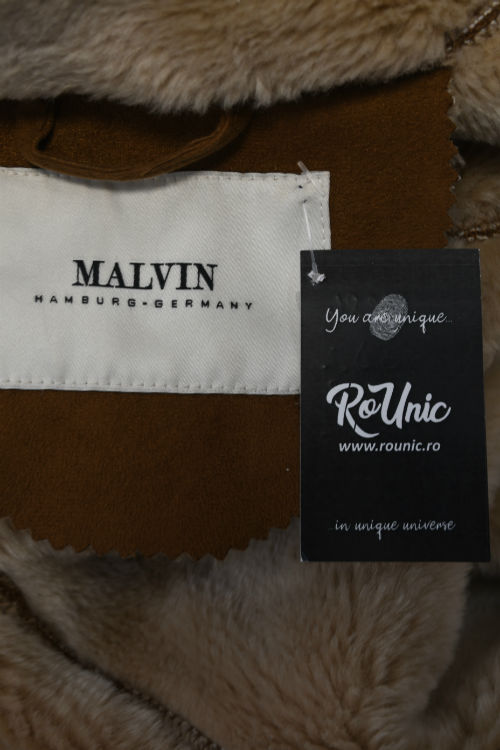 MALVIN
HAMBURG-GERMANY
You are unique...
RoUnic
www.rounic.ro
...in unique universe